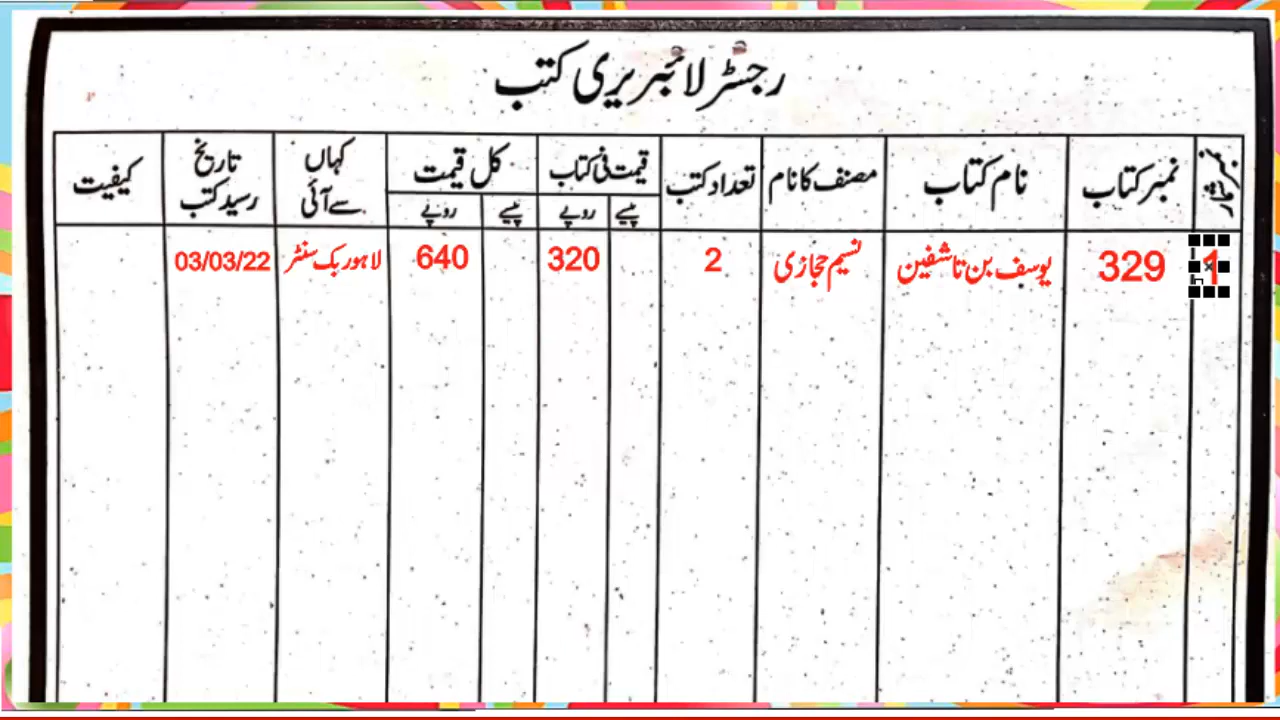 رجسٹر لائبریری کتب
نمبر شمار نمبر کتاب نام کتاب مصنف کا نام تعداد کتب قیمت فی کتاب کل قیمت کہاں سے آئی تاریخ رسید کتب کیفیت
پیسے روپے پیسے روپے
1 329 یوسف بن تاشفین نسیم حجازی 2 320 640 لاہور بک سنٹر 03/03/22